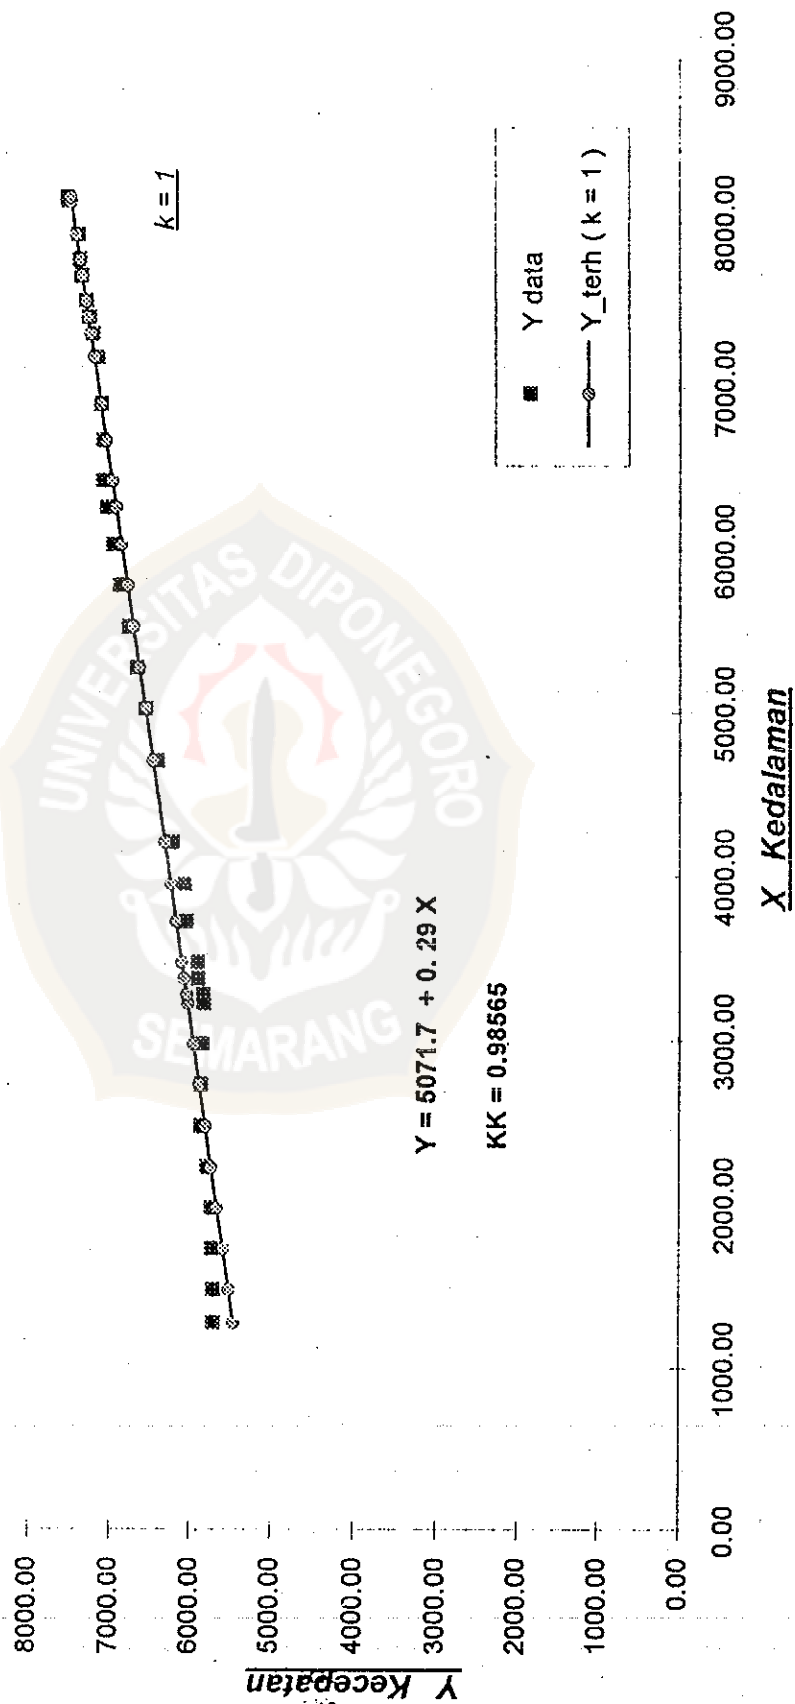 8000.00
7000.00
6000.00
5000.00
4000.00
3000.00
2000.00
1000.00
0.00
Y Kecepatan
k = 1
Y = 5071.7 + 0. 29 X
KK = 0.98565
Y data
Y_terh ( k = 1 )
0.00 1000.00 2000.00 3000.00 4000.00 5000.00 6000.00 7000.00 8000.00 9000.00
X Kedalaman
UNIVERSITAS DIPONEGORO
SEMARANG